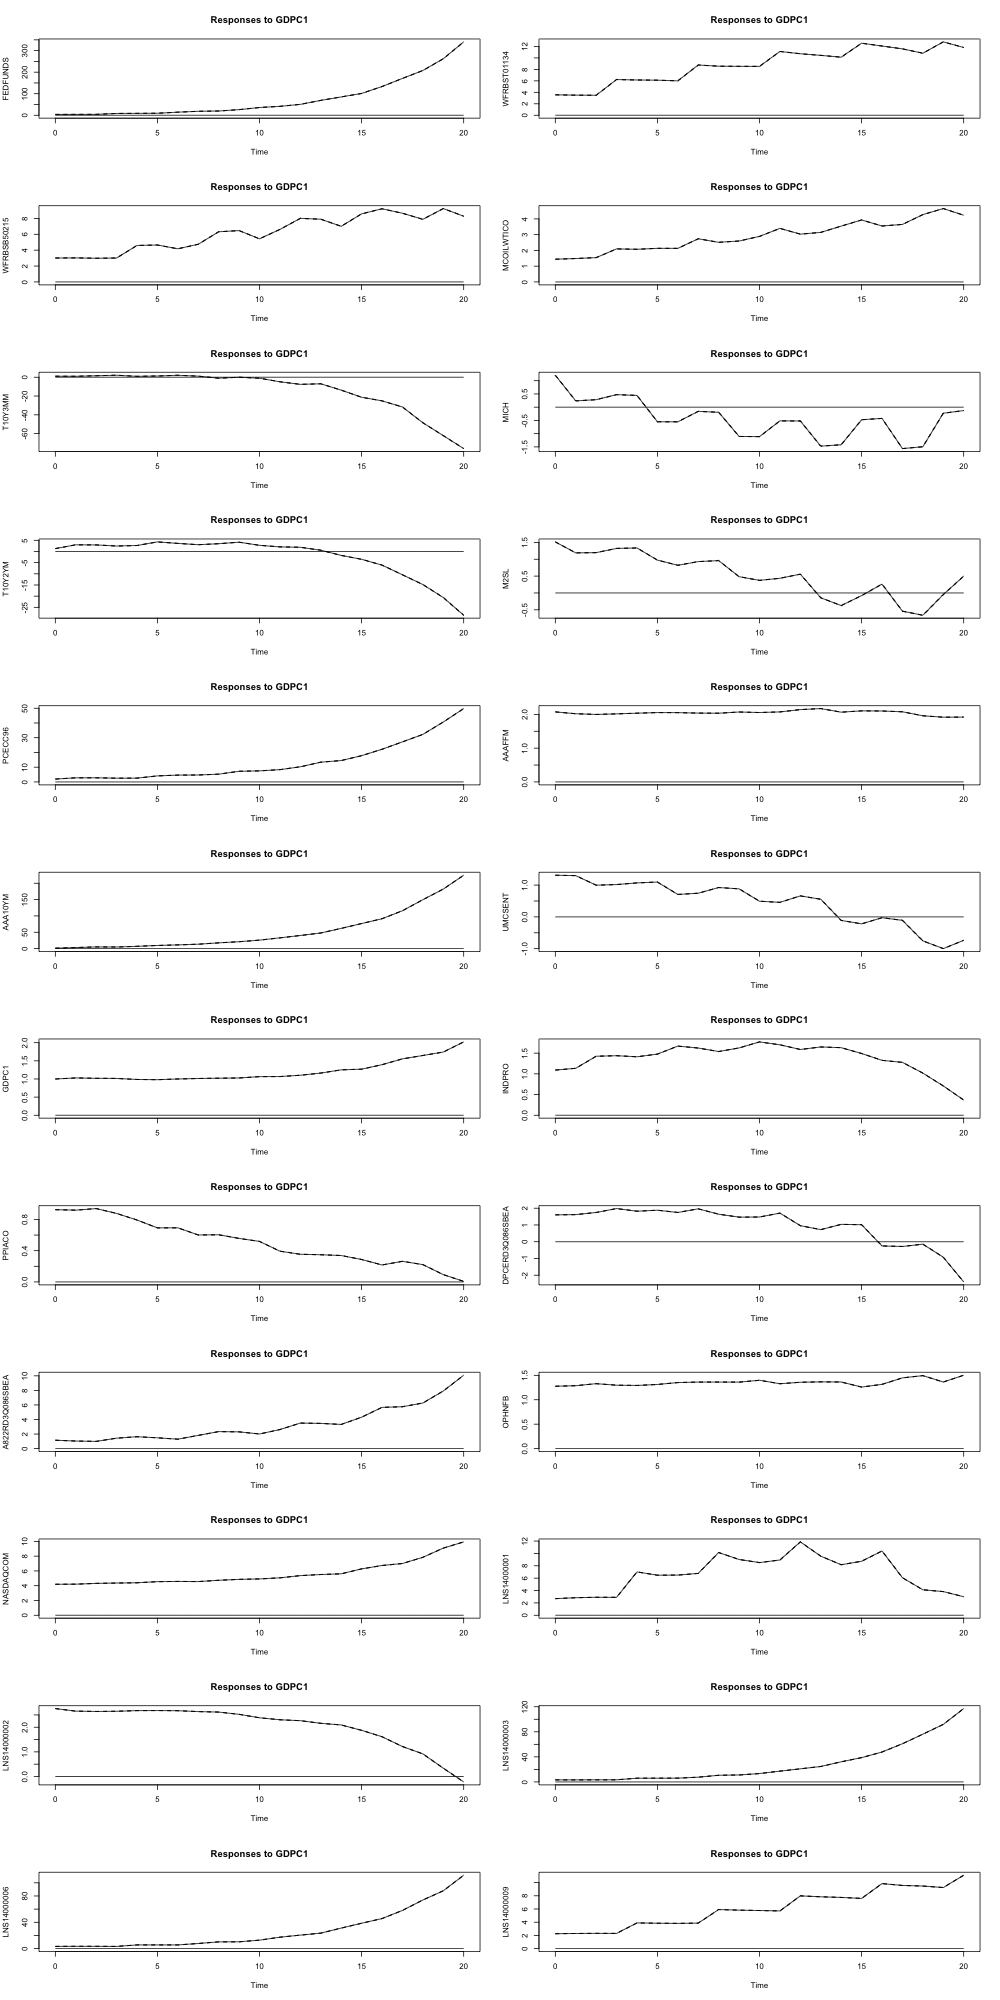 Responses to GDPC1
FEDFUNDS
0 100 200 300
0 5 10 15 20
Time
Responses to GDPC1
WFRBST01134
0 2 4 6 8 12
0 5 10 15 20
Time
Responses to GDPC1
WFRBSB50215
0 2 4 6 8
0 5 10 15 20
Time
Responses to GDPC1
MCOILWTICO
0 1 2 3 4
0 5 10 15 20
Time
Responses to GDPC1
T10Y3MM
-60 -40 -20 0
0 5 10 15 20
Time
Responses to GDPC1
MICH
-1.5 -0.5 0.5
0 5 10 15 20
Time
Responses to GDPC1
T10Y2YM
-25 -15 -5 5
0 5 10 15 20
Time
Responses to GDPC1
M2SL
-0.5 0.5 1.5
0 5 10 15 20
Time
Responses to GDPC1
PCECC96
0 10 30 50
0 5 10 15 20
Time
Responses to GDPC1
AAAFFM
0.0 1.0 2.0
0 5 10 15 20
Time
Responses to GDPC1
AAA10YM
0 50 150
0 5 10 15 20
Time
Responses to GDPC1
UMCSENT
-1.0 0.0 1.0
0 5 10 15 20
Time
Responses to GDPC1
GDPC1
0.0 0.5 1.0 1.5 2.0
0 5 10 15 20
Time
Responses to GDPC1
INDPRO
0.0 0.5 1.0 1.5
0 5 10 15 20
Time
Responses to GDPC1
PPIACO
0.0 0.4 0.8
0 5 10 15 20
Time
Responses to GDPC1
DPCERD3Q086SBEA
-2 -1 0 1 2
0 5 10 15 20
Time
Responses to GDPC1
A822RD3Q086SBEA
0 2 4 6 8 10
0 5 10 15 20
Time
Responses to GDPC1
OPHNFB
0.0 0.5 1.0 1.5
0 5 10 15 20
Time
Responses to GDPC1
NASDAQCOM
0 2 4 6 8 10
0 5 10 15 20
Time
Responses to GDPC1
LNS14000001
0 2 4 6 8 12
0 5 10 15 20
Time
Responses to GDPC1
LNS14000002
0.0 1.0 2.0
0 5 10 15 20
Time
Responses to GDPC1
LNS14000003
0 40 80 120
0 5 10 15 20
Time
Responses to GDPC1
LNS14000006
0 40 80
0 5 10 15 20
Time
Responses to GDPC1
LNS14000009
0 2 4 6 8
0 5 10 15 20
Time